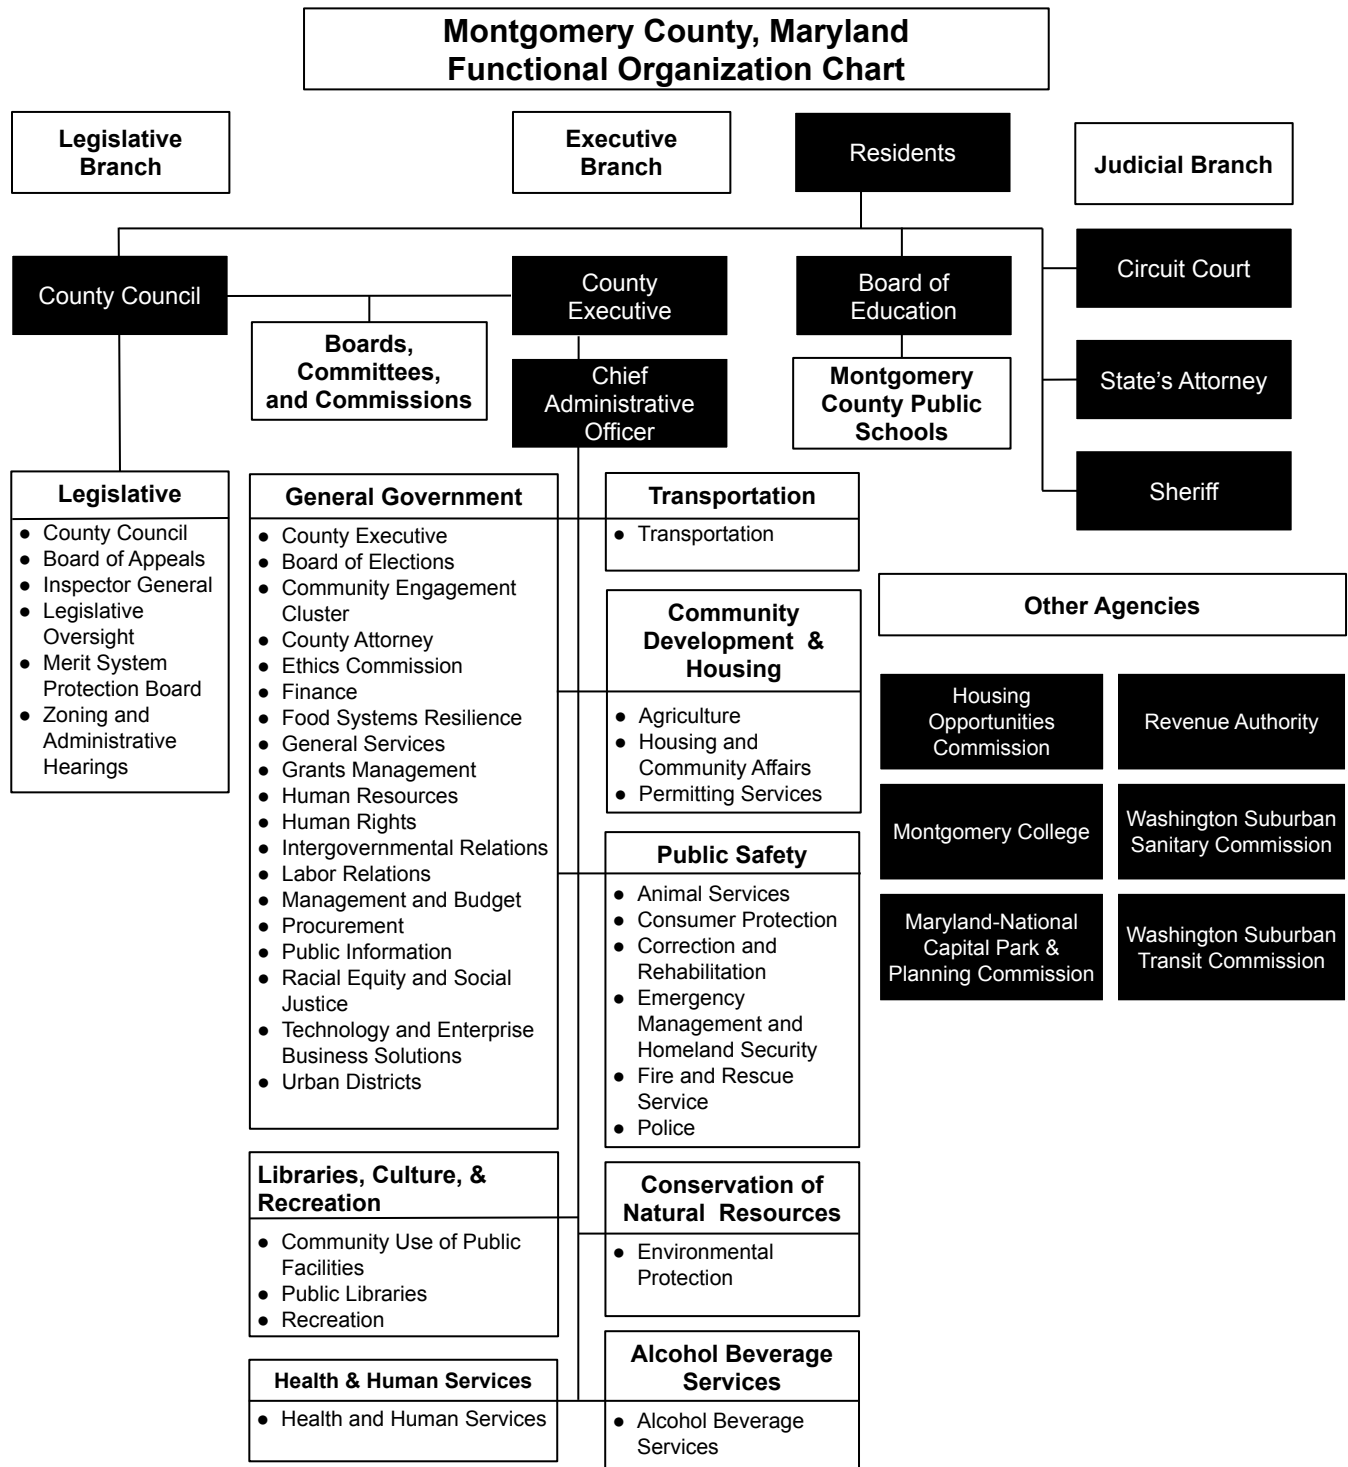 Montgomery County, Maryland
Functional Organization Chart
Legislative
Branch
Executive
Branch
Residents
Judicial Branch
County Council
County
Executive
Board of
Education
Circuit Court
Boards,
Committees,
and Commissions
Chief
Administrative
Officer
Montgomery
County Public
Schools
State’s Attorney
Sheriff
Legislative
● County Council
● Board of Appeals
● Inspector General
● Legislative
Oversight
● Merit System
Protection Board
● Zoning and
Administrative
Hearings
General Government
● County Executive
● Board of Elections
● Community Engagement
Cluster
● County Attorney
● Ethics Commission
● Finance
● Food Systems Resilience
● General Services
● Grants Management
● Human Resources
● Human Rights
● Intergovernmental Relations
● Labor Relations
● Management and Budget
● Procurement
● Public Information
● Racial Equity and Social
Justice
● Technology and Enterprise
Business Solutions
● Urban Districts
Libraries, Culture, &
Recreation
● Community Use of Public
Facilities
● Public Libraries
● Recreation
Health & Human Services
● Health and Human Services
Transportation
● Transportation
Community
Development & 
Housing
● Agriculture
● Housing and
Community Affairs
● Permitting Services
Public Safety
● Animal Services
● Consumer Protection
● Correction and
Rehabilitation
● Emergency
Management and
Homeland Security
● Fire and Rescue
Service
● Police
Conservation of
Natural Resources
● Environmental
Protection
Alcohol Beverage
Services
● Alcohol Beverage
Services
Other Agencies
Housing
Opportunities
Commission
Revenue Authority
Montgomery College
Washington Suburban
Sanitary Commission
Maryland-National
Capital Park &
Planning Commission
Washington Suburban
Transit Commission